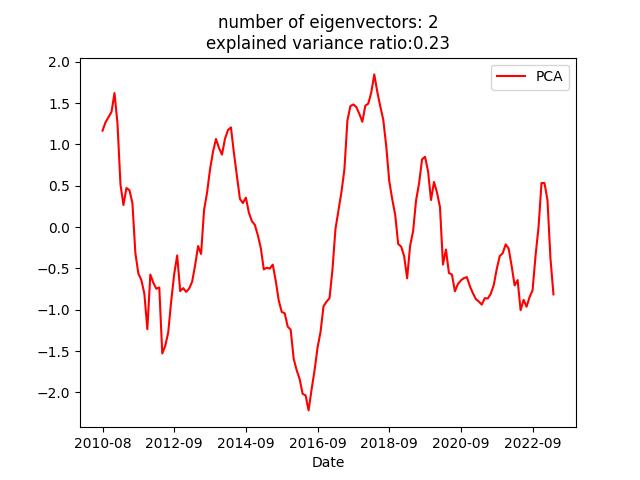 number of eigenvectors: 2
explained variance ratio:0.23
PCA
2.0
1.5
1.0
0.5
0.0
−0.5
−1.0
−1.5
−2.0
2010-08 2012-09 2014-09 2016-09 2018-09 2020-09 2022-09
Date